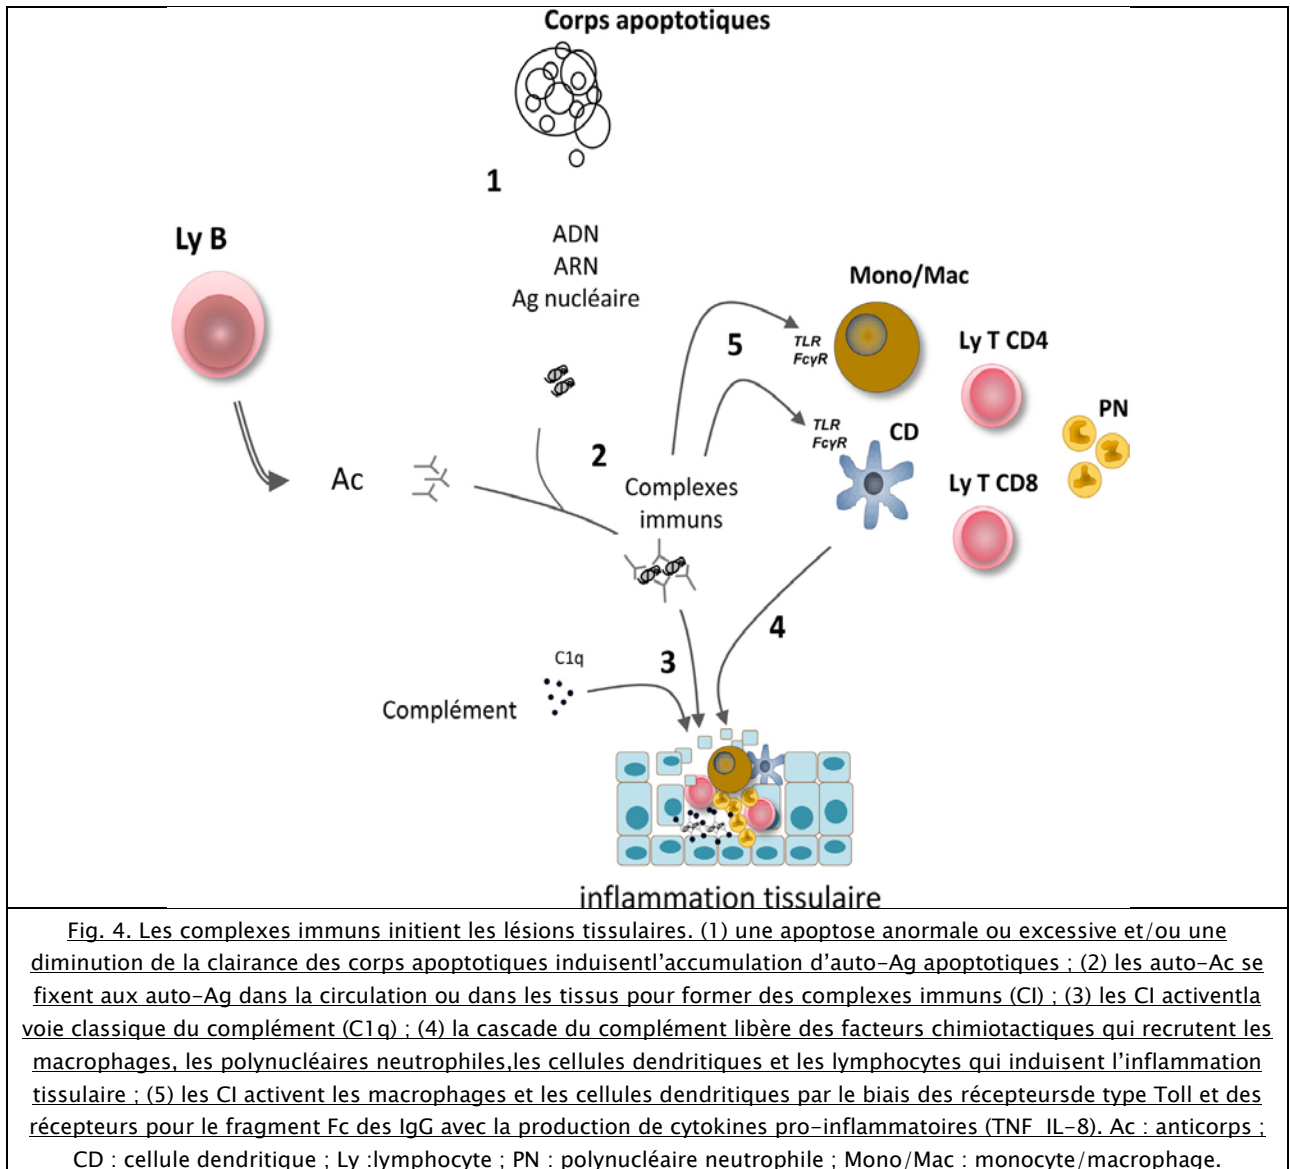 Corps apoptotiques
1
Ly B
ADN
ARN
Ag nucléaire
Mono/Mac
5
TLR
FcγR
Ly T CD4
PN
TLR
FcγR
CD
2
Ac
Complexes
immuns
Ly T CD8
4
C1q
3
Complément
inflammation tissulaire
Fig. 4. Les complexes immuns initient les lésions tissulaires. (1) une apoptose anormale ou excessive et/ou une
diminution de la clairance des corps apoptotiques induisentl’accumulation d’auto-Ag apoptotiques ; (2) les auto-Ac se
fixent aux auto-Ag dans la circulation ou dans les tissus pour former des complexes immuns (CI) ; (3) les CI activentla
voie classique du complément (C1q) ; (4) la cascade du complément libère des facteurs chimiotactiques qui recrutent les
macrophages, les polynucléaires neutrophiles,les cellules dendritiques et les lymphocytes qui induisent l’inflammation
tissulaire ; (5) les CI activent les macrophages et les cellules dendritiques par le biais des récepteursde type Toll et des
récepteurs pour le fragment Fc des IgG avec la production de cytokines pro-inflammatoires (TNF IL-8). Ac : anticorps ;
CD : cellule dendritique ; Ly :lymphocyte ; PN : polynucléaire neutrophile ; Mono/Mac : monocyte/macrophage.